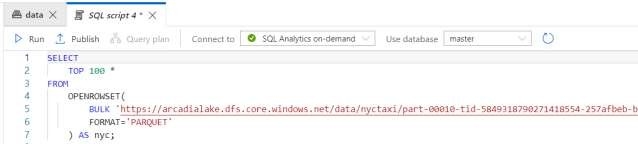 data
SQL script 4 *
Run Publish Query plan Connect to SQL Analytics on-demand Use database master
1 SELECT
2 TOP 100 *
3 FROM
4 OPENROWSET(
5 BULK 'https://arcadialake.dfs.core.windows.net/data/nyctaxi/part-00010-tid-5849318790271418554-257afbeb-b
6 FORMAT='PARQUET'
7 ) AS nyc;